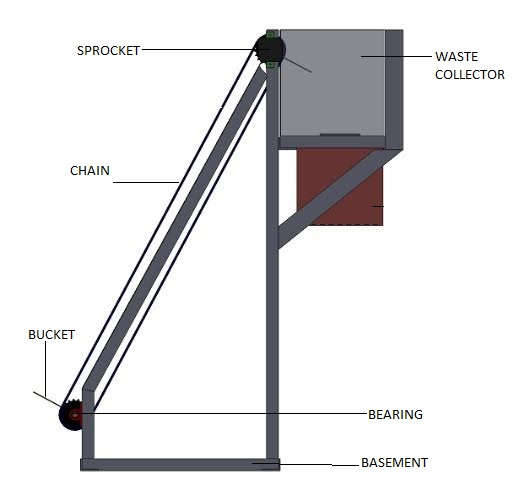 SPROCKET
WASTE
COLLECTOR
CHAIN
BUCKET
BEARING
BASEMENT